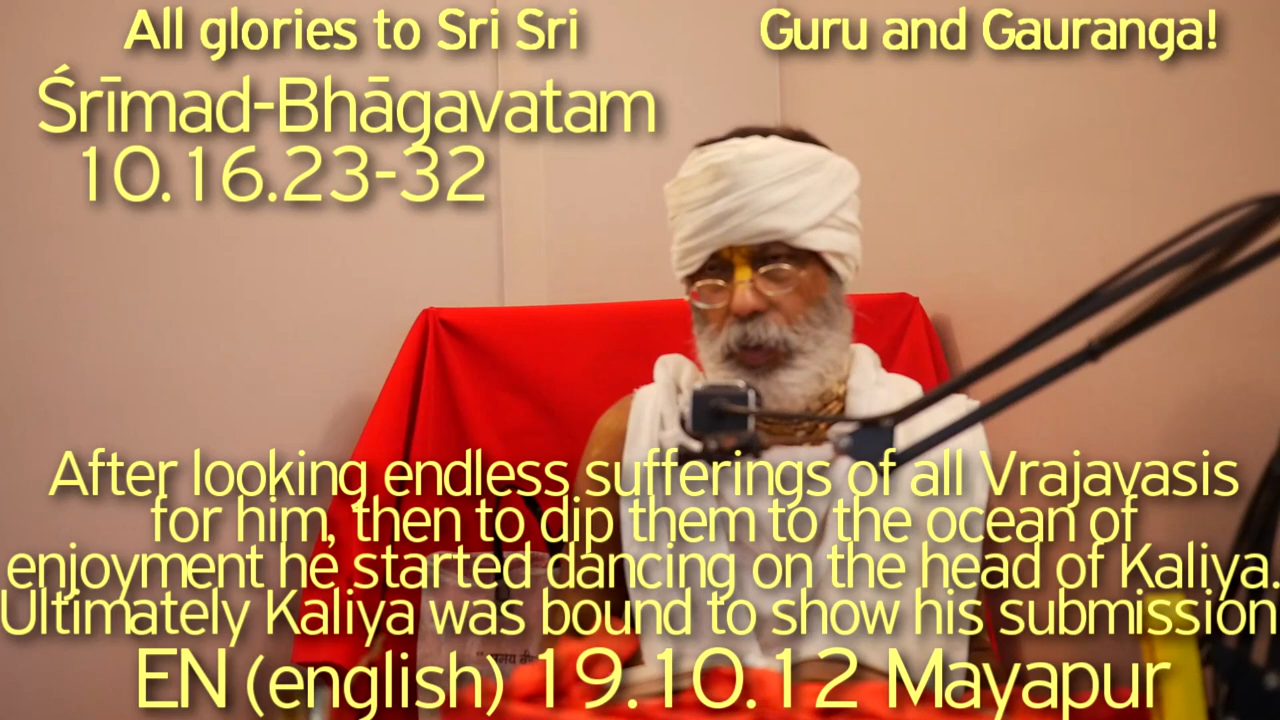 All glories to Sri Sri Guru and Gauranga!
Śrīmad-Bhāgavatam
10.16.23-32
After looking endless sufferings of all Vrajavasis
for him, then to dip them to the ocean of
enjoyment he started dancing on the head of Kaliya.
Ultimately Kaliya was bound to show his submission
EN (english) 19.10.12 Mayapur